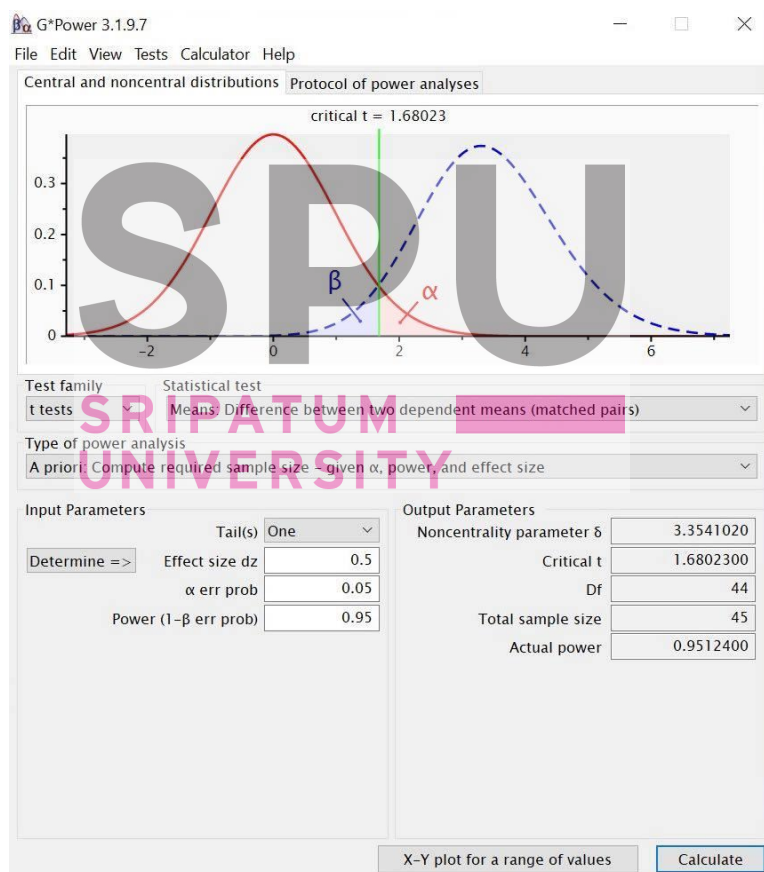 G*Power 3.1.9.7
File Edit View Tests Calculator Help
Central and noncentral distributions Protocol of power analyses
critical t = 1.68023
0.3
0.2
0.1
0
-2 0 2 4 6
β
α
SPU
SRIPATUM
UNIVERSITY
Test family Statistical test
t tests Means: Difference between two dependent means (matched pairs)
Type of power analysis
A priori: Compute required sample size – given α, power, and effect size
Input Parameters
Tail(s) One
Determine => Effect size dz 0.5
α err prob 0.05
Power (1-β err prob) 0.95
Output Parameters
Noncentrality parameter δ 3.3541020
Critical t 1.6802300
Df 44
Total sample size 45
Actual power 0.9512400
X-Y plot for a range of values Calculate